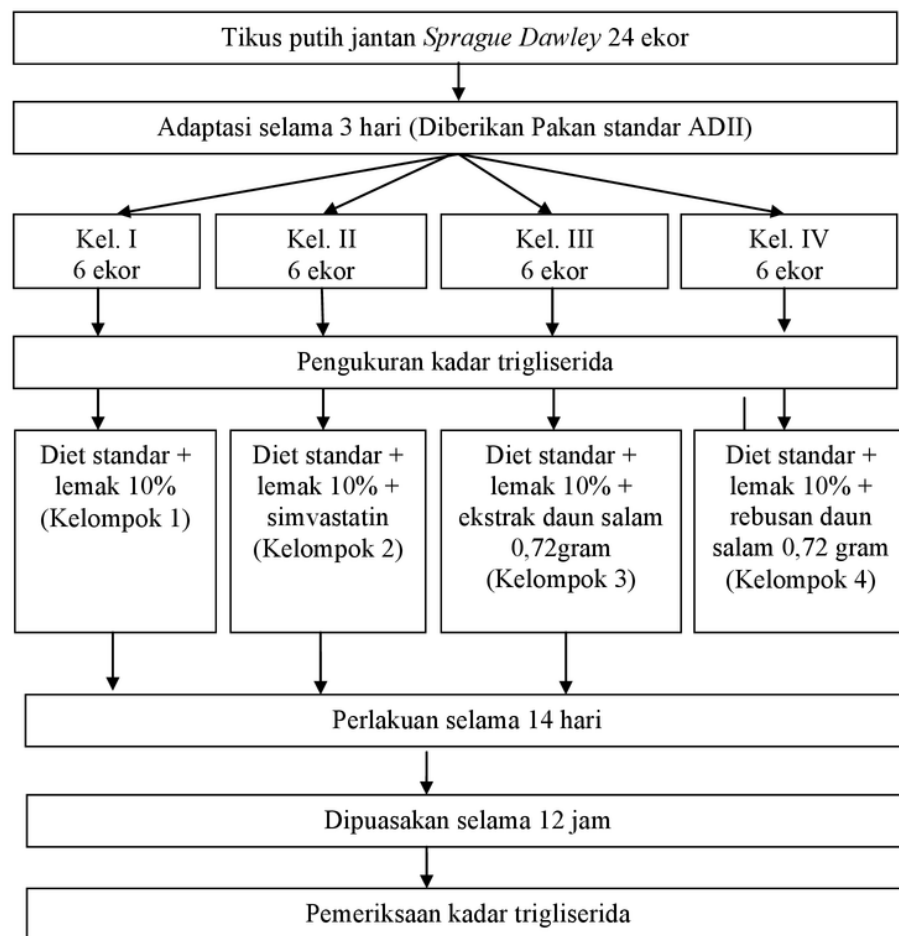 Tikus putih jantan Sprague Dawley 24 ekor
Adaptasi selama 3 hari (Diberikan Pakan standar ADII)
Kel. I
6 ekor
Kel. II
6 ekor
Kel. III
6 ekor
Kel. IV
6 ekor
Pengukuran kadar trigliserida
Diet standar +
lemak 10%
(Kelompok 1)
Diet standar +
lemak 10% +
simvastatin
(Kelompok 2)
Diet standar +
lemak 10% +
ekstrak daun salam
0,72gram
(Kelompok 3)
Diet standar +
lemak 10% +
rebusan daun
salam 0,72 gram
(Kelompok 4)
Perlakuan selama 14 hari
Dipuasakan selama 12 jam
Pemeriksaan kadar trigliserida